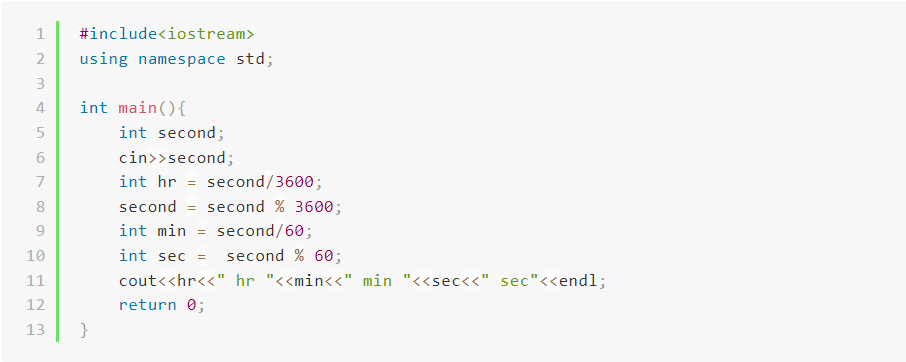 1 #include<iostream>
2 using namespace std;
3
4 int main(){
5     int second;
6     cin>>second;
7     int hr = second/3600;
8     second = second % 3600;
9     int min = second/60;
10     int sec =  second % 60;
11     cout<<hr<<" hr "<<min<<" min "<<sec<<" sec"<<endl;
12     return 0;
13 }